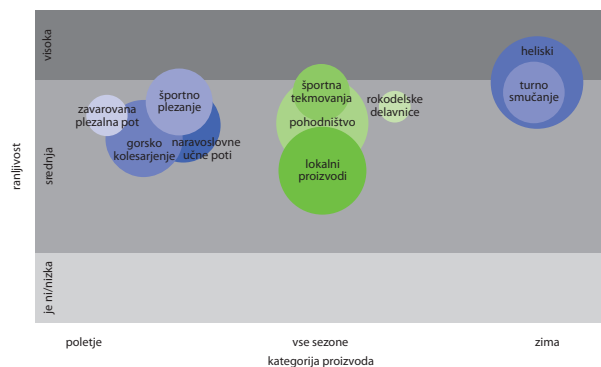 ranljivost
visoka
srednja
je ni/nizka
zavarovana
plezalna pot
športno
plezanje
gorsko
kolesarjenje
naravoslovne
učne poti
športna
tekmovanja
pohodništvo
lokalni
proizvodi
rokodelske
delavnice
heliski
turno
smučanje
poletje
vse sezone
zima
kategorija proizvoda